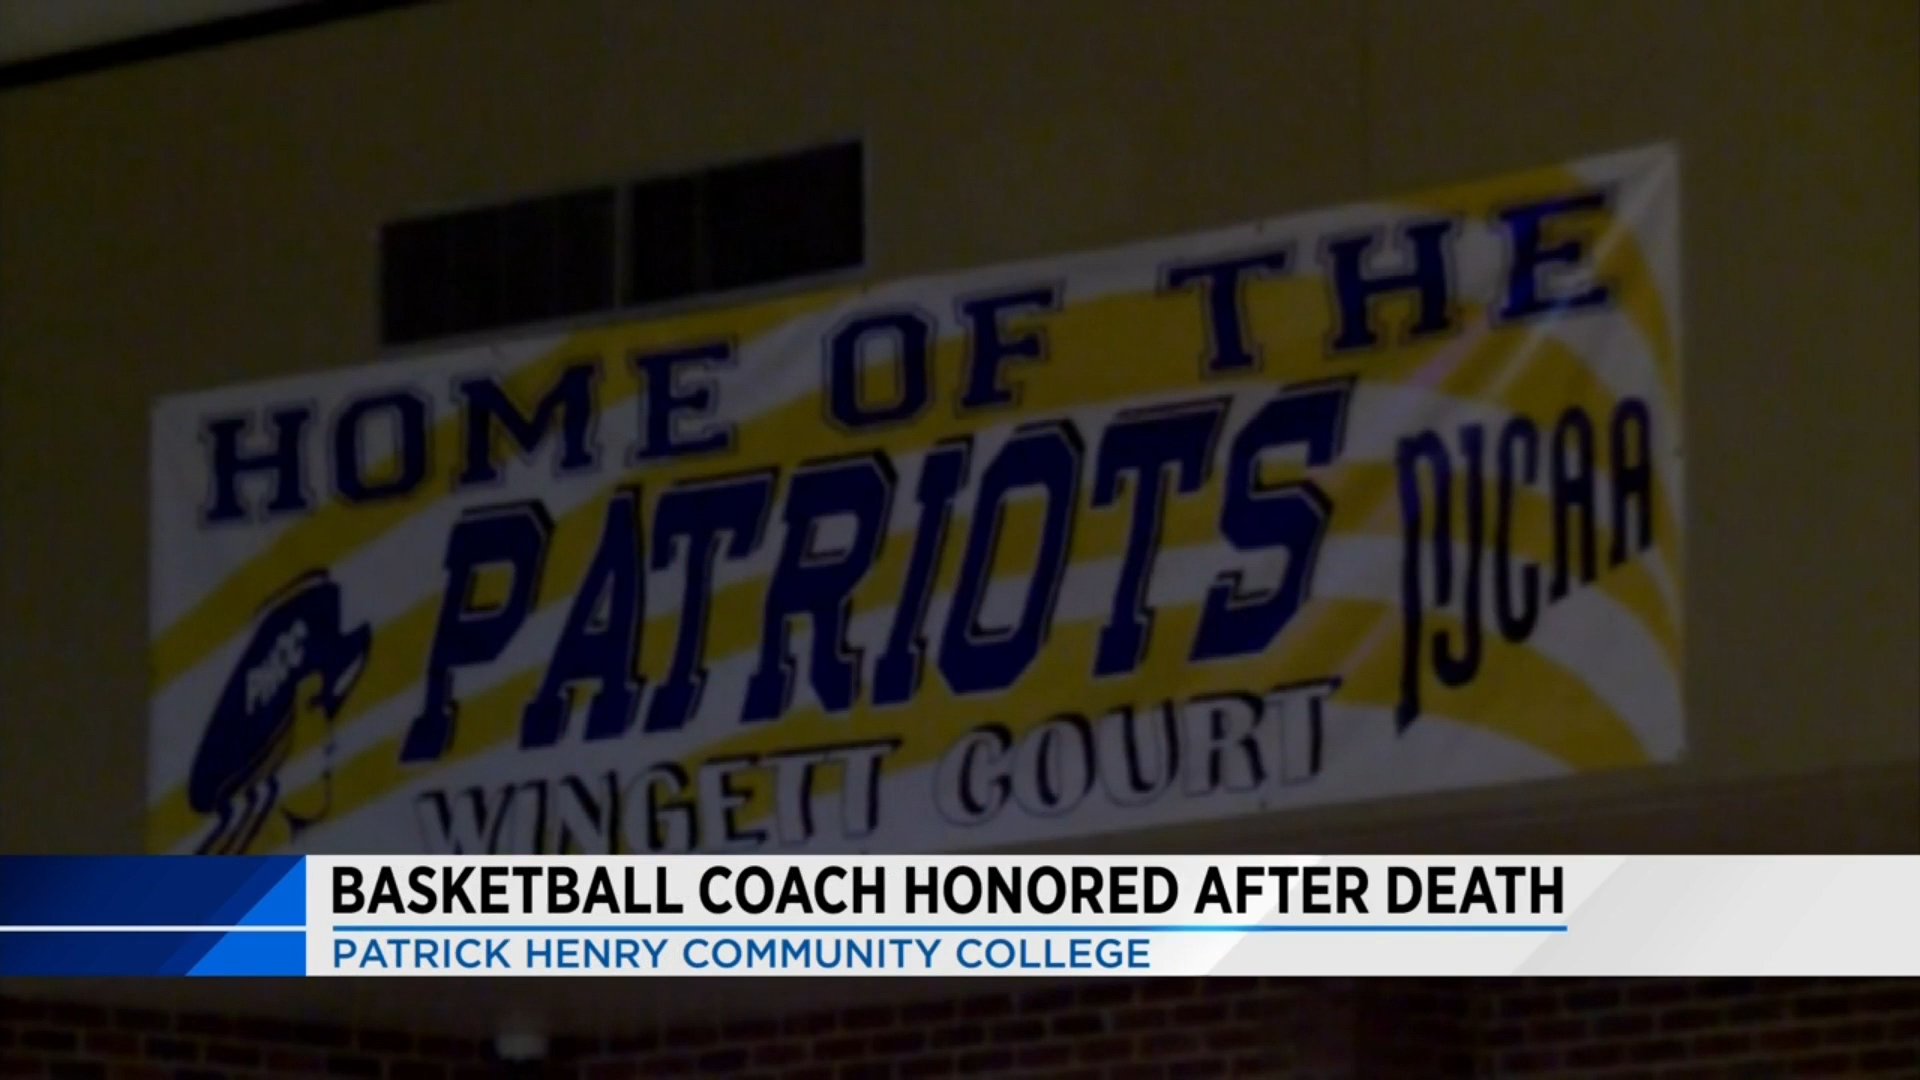 HOME OF THE
PATRIOTS
NJCAA
PHCC
WINGETT COURT
BASKETBALL COACH HONORED AFTER DEATH
PATRICK HENRY COMMUNITY COLLEGE